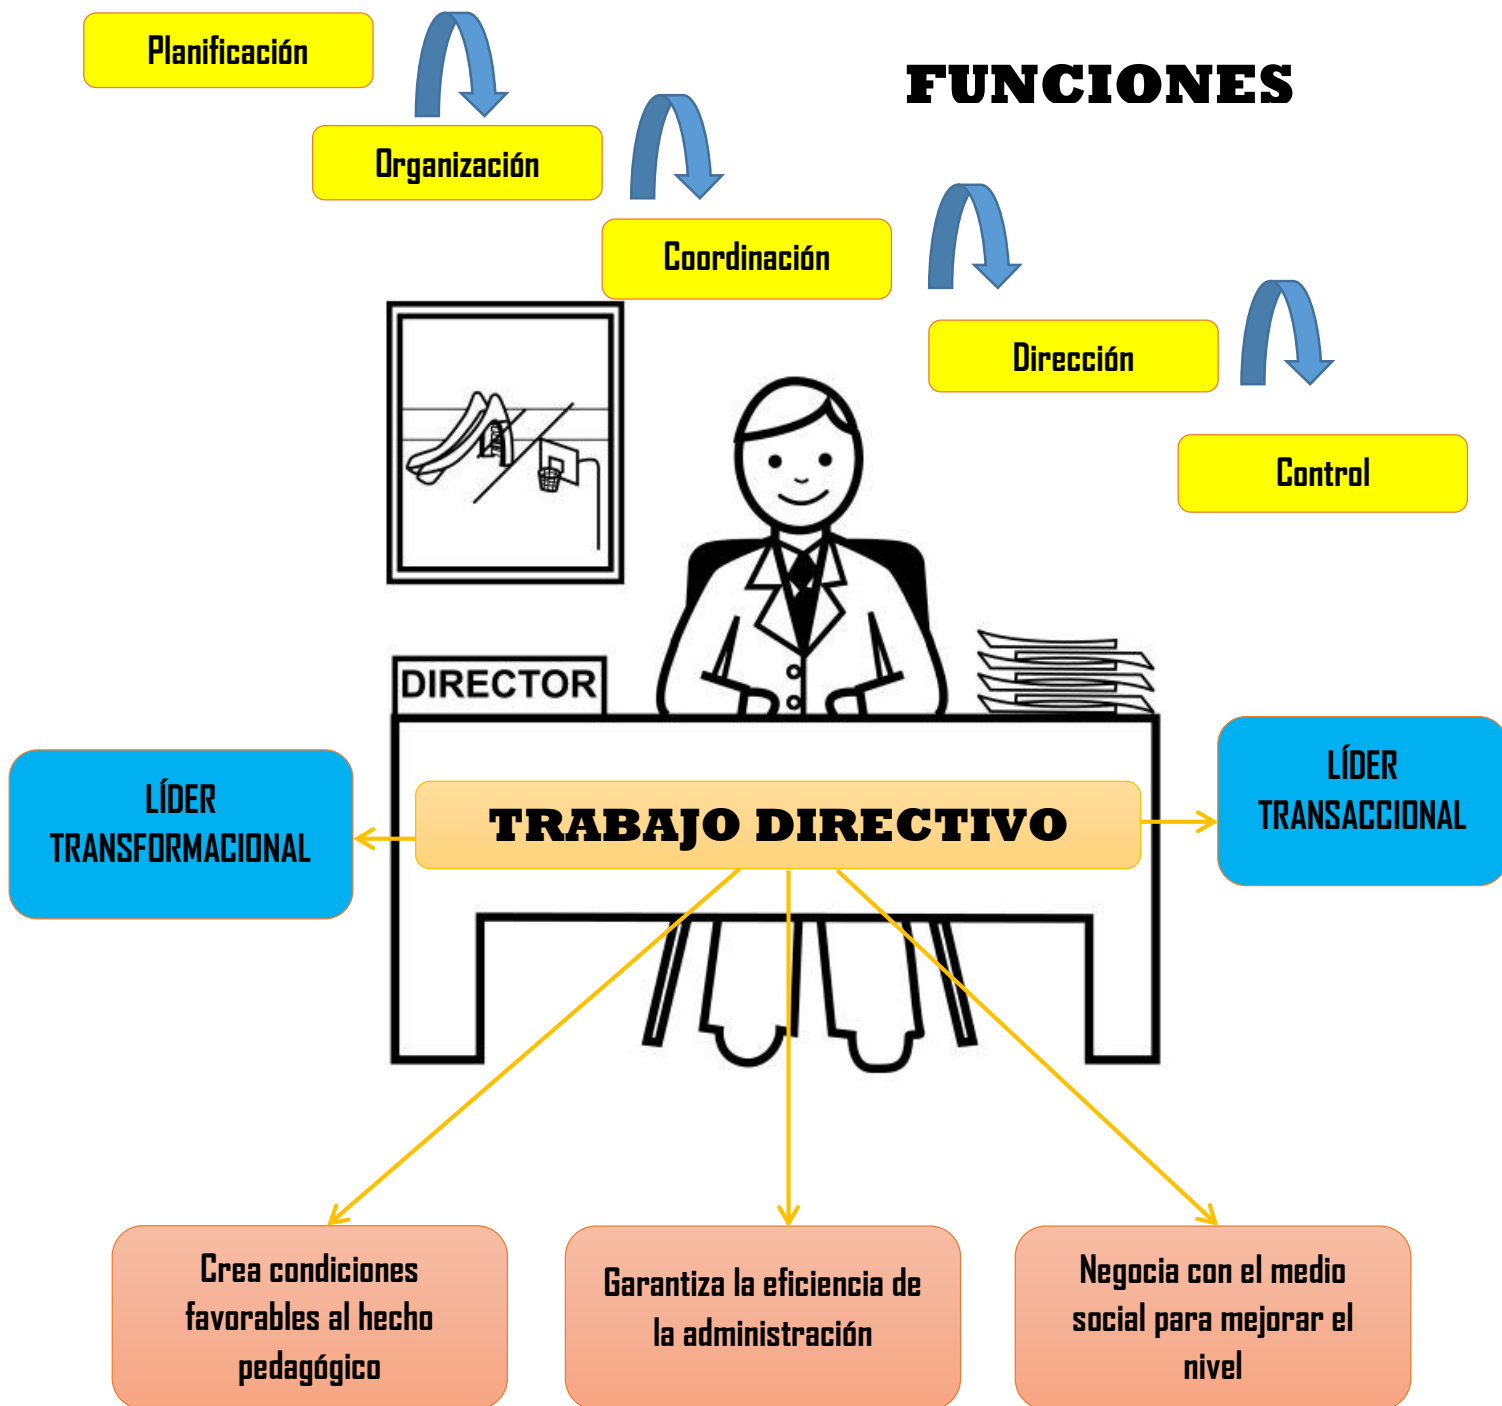 Planificación
FUNCIONES
Organización
Coordinación
Dirección
Control
DIRECTOR
LÍDER
TRANSFORMACIONAL
TRABAJO DIRECTIVO
LÍDER
TRANSACCIONAL
Crea condiciones
favorables al hecho
pedagógico
Garantiza la eficiencia de
la administración
Negocia con el medio
social para mejorar el
nivel